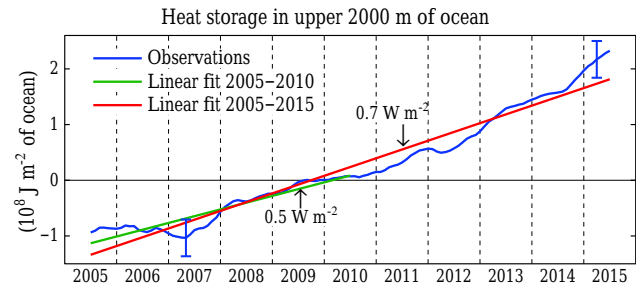 Heat storage in upper 2000 m of ocean
(10⁸ J m⁻² of ocean)
2
1
0
−1
Observations
Linear fit 2005−2010
Linear fit 2005−2015
0.7 W m⁻²
0.5 W m⁻²
2005 2006 2007 2008 2009 2010 2011 2012 2013 2014 2015